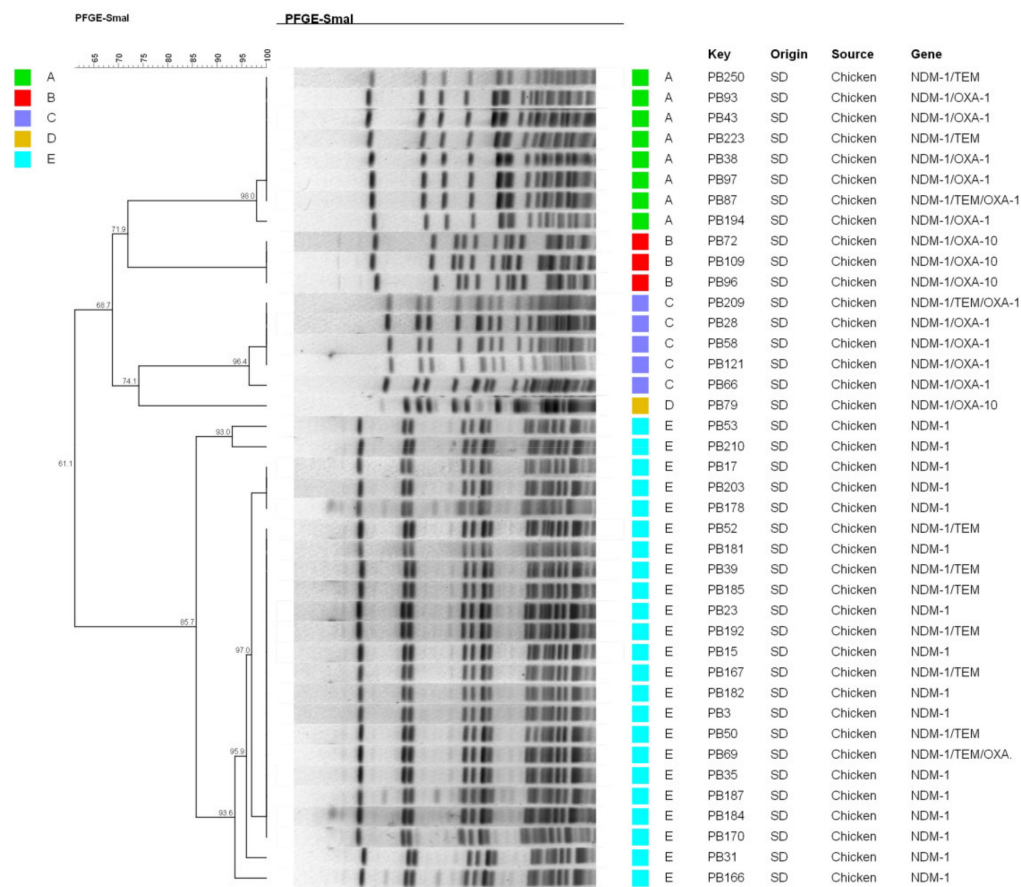 PFGE-SmaI PFGE-SmaI
65 70 75 80 85 90 95 100
Key Origin Source Gene
A A PB250 SD Chicken NDM-1/TEM
B A PB93 SD Chicken NDM-1/OXA-1
C A PB43 SD Chicken NDM-1/OXA-1
D A PB223 SD Chicken NDM-1/TEM
E A PB38 SD Chicken NDM-1/OXA-1
A PB97 SD Chicken NDM-1/OXA-1
98.0 A PB87 SD Chicken NDM-1/TEM/OXA-1
A PB194 SD Chicken NDM-1/OXA-1
71.9 B PB72 SD Chicken NDM-1/OXA-10
B PB109 SD Chicken NDM-1/OXA-10
B PB96 SD Chicken NDM-1/OXA-10
68.7 C PB209 SD Chicken NDM-1/TEM/OXA-1
C PB28 SD Chicken NDM-1/OXA-1
C PB58 SD Chicken NDM-1/OXA-1
96.4 C PB121 SD Chicken NDM-1/OXA-1
74.1 C PB66 SD Chicken NDM-1/OXA-1
D PB79 SD Chicken NDM-1/OXA-10
E PB53 SD Chicken NDM-1
93.0 E PB210 SD Chicken NDM-1
61.1 E PB17 SD Chicken NDM-1
E PB203 SD Chicken NDM-1
E PB178 SD Chicken NDM-1
E PB52 SD Chicken NDM-1/TEM
E PB181 SD Chicken NDM-1
E PB39 SD Chicken NDM-1/TEM
E PB185 SD Chicken NDM-1/TEM
E PB23 SD Chicken NDM-1
85.7 E PB192 SD Chicken NDM-1/TEM
97.0 E PB15 SD Chicken NDM-1
E PB167 SD Chicken NDM-1/TEM
E PB182 SD Chicken NDM-1
E PB3 SD Chicken NDM-1
E PB50 SD Chicken NDM-1/TEM
95.9 E PB69 SD Chicken NDM-1/TEM/OXA.
E PB35 SD Chicken NDM-1
E PB187 SD Chicken NDM-1
93.6 E PB184 SD Chicken NDM-1
E PB170 SD Chicken NDM-1
E PB31 SD Chicken NDM-1
E PB166 SD Chicken NDM-1